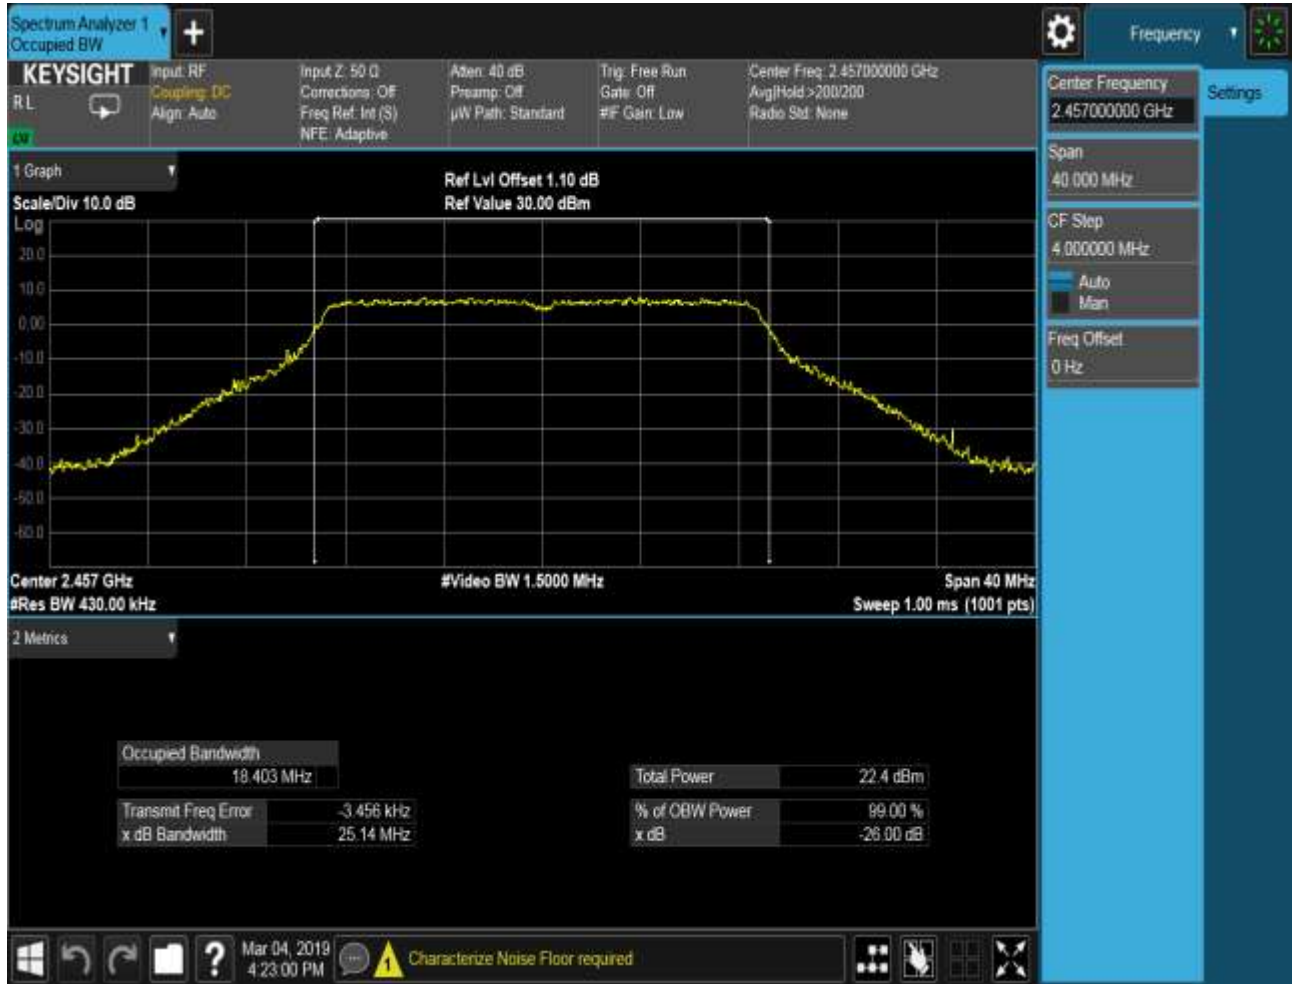 Spectrum Analyzer 1
Occupied BW
Frequency
KEYSIGHT
RL
Input: RF
Coupling: DC
Align: Auto
Input Z: 50 Ω
Corrections: Off
Freq Ref: Int (S)
NFE: Adaptive
Atten: 40 dB
Preamp: Off
µW Path: Standard
Trig: Free Run
Gate: Off
#IF Gain: Low
Center Freq: 2.457000000 GHz
Avg|Hold:>200/200
Radio Std: None
Center Frequency
2.457000000 GHz
Settings
Span
40.000 MHz
CF Step
4.000000 MHz
Auto
Man
Freq Offset
0 Hz
1 Graph
Scale/Div 10.0 dB
Ref Lvl Offset 1.10 dB
Ref Value 30.00 dBm
Log
20.0
10.0
0.00
-10.0
-20.0
-30.0
-40.0
-50.0
-60.0
Center 2.457 GHz
#Video BW 1.5000 MHz
Span 40 MHz
#Res BW 430.00 kHz
Sweep 1.00 ms (1001 pts)
2 Metrics
Occupied Bandwidth
18.403 MHz
Total Power 22.4 dBm
Transmit Freq Error -3.456 kHz
% of OBW Power 99.00 %
x dB Bandwidth 25.14 MHz
x dB -26.00 dB
?
Mar 04, 2019
4:23:00 PM
1
Characterize Noise Floor required